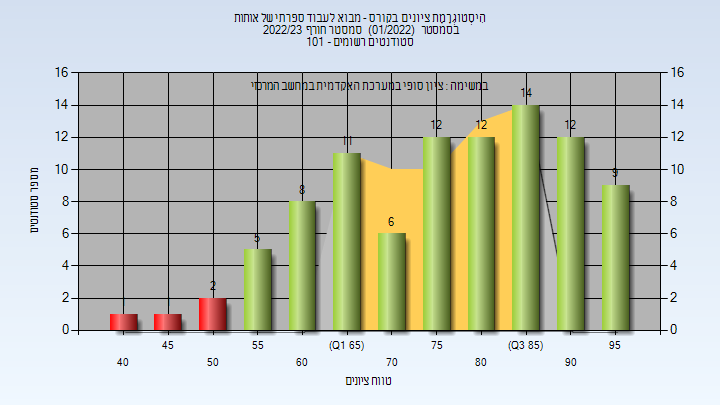 היסטוגרמת ציונים בקורס - מבוא לעבוד ספרתי של אותות
בסמסטר (01/2022) סמסטר חורף 2022/23
סטודנטים רשומים - 101
במשימה : ציון סופי במערכת האקדמית במחשב המרכזי
16 16
14 14 14
12 12 12 12 12 12
11
10 10
9
8 8 8
6 6 6
5
4 4
2 2 2
0 0
מספר סטודנטים
45 55 (Q1 65) 75 (Q3 85) 95
40 50 60 70 80 90
טווח ציונים